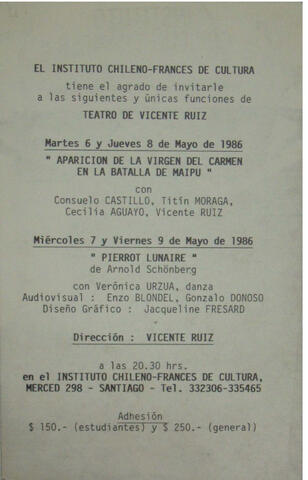 EL INSTITUTO CHILENO-FRANCES DE CULTURA
tiene el agrado de invitarle
a las siguientes y únicas funciones de
TEATRO DE VICENTE RUIZ
Martes 6 y Jueves 8 de Mayo de 1986
" APARICION DE LA VIRGEN DEL CARMEN
EN LA BATALLA DE MAIPU "
con
Consuelo CASTILLO, Titín MORAGA,
Cecilia AGUAYO, Vicente RUIZ
Miércoles 7 y Viernes 9 de Mayo de 1986
" PIERROT LUNAIRE "
de Arnold Schönberg
con Verónica URZUA, danza
Audiovisual : Enzo BLONDEL, Gonzalo DONOSO
Diseño Gráfico : Jacqueline FRESARD
Dirección : VICENTE RUIZ
a las 20.30 hrs.
en el INSTITUTO CHILENO-FRANCES DE CULTURA,
MERCED 298 - SANTIAGO - Tel. 332306-335465
Adhesión
$ 150.- (estudiantes) y $ 250.- (general)